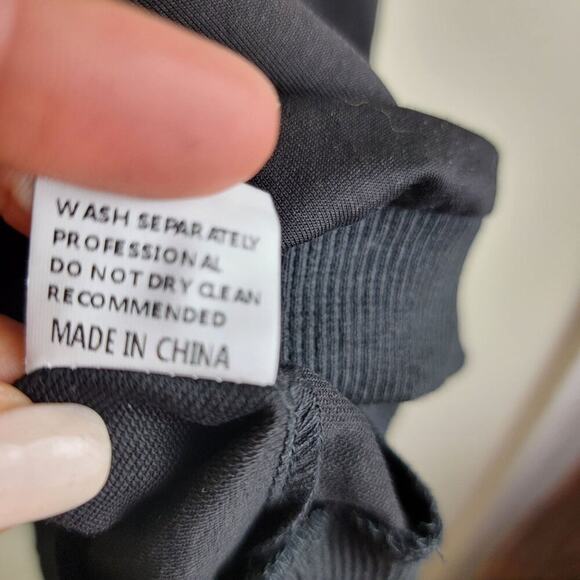 WASH SEPARATELY
PROFESSIONAL
DO NOT DRY CLEAN
RECOMMENDED
MADE IN CHINA